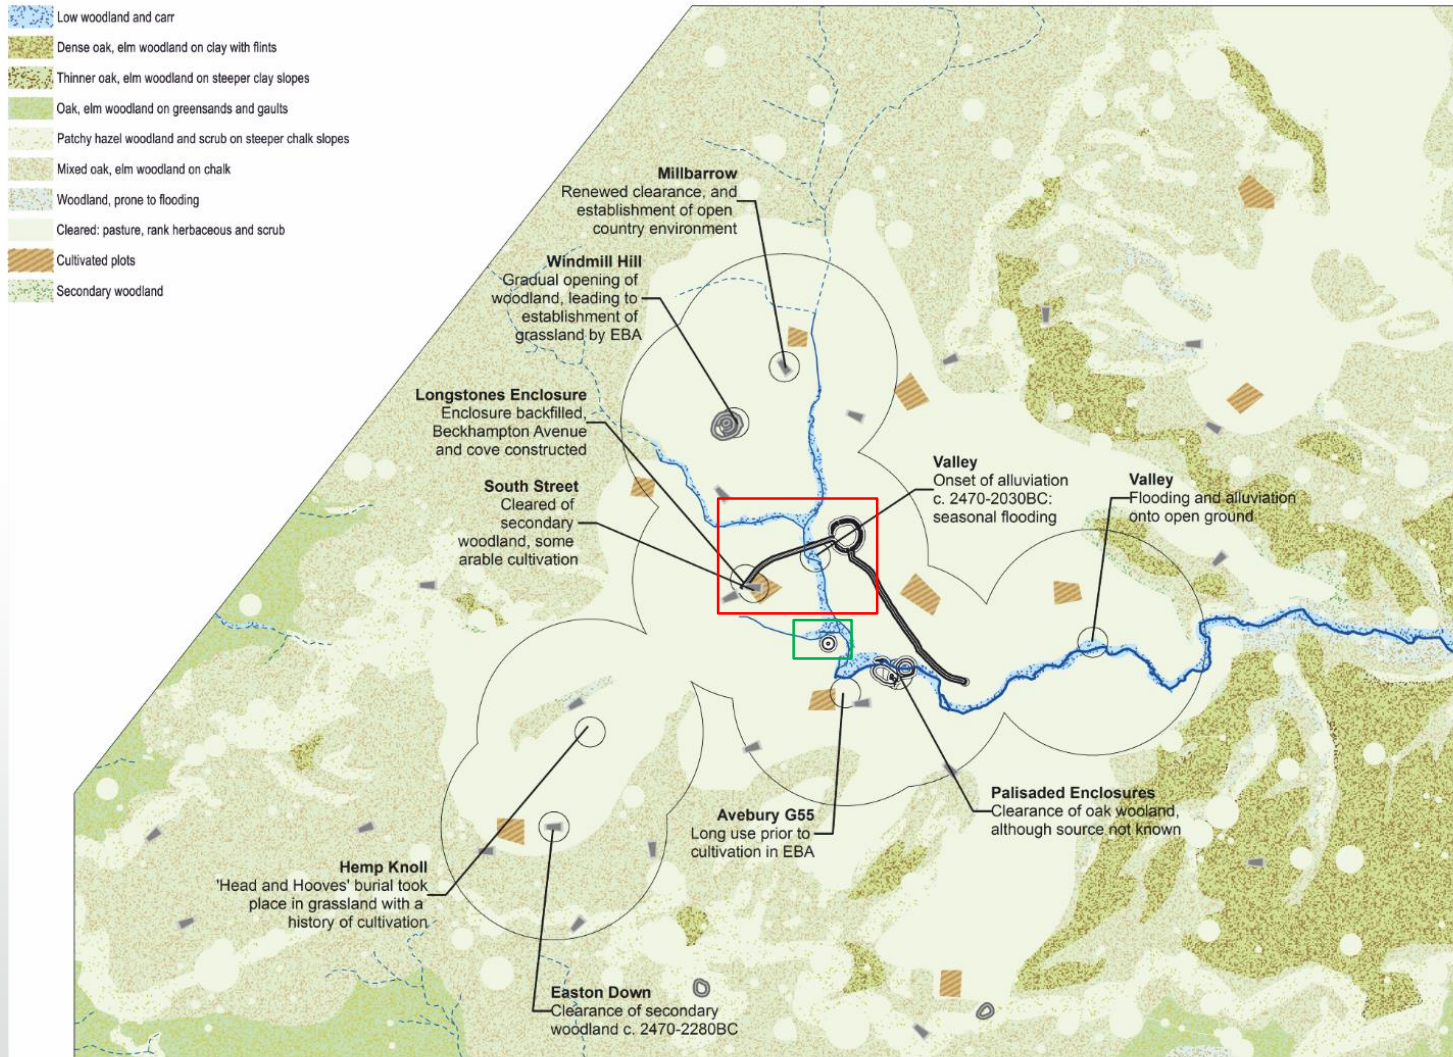 Low woodland and carr
Dense oak, elm woodland on clay with flints
Thinner oak, elm woodland on steeper clay slopes
Oak, elm woodland on greensands and gaults
Patchy hazel woodland and scrub on steeper chalk slopes
Mixed oak, elm woodland on chalk
Woodland, prone to flooding
Cleared: pasture, rank herbaceous and scrub
Cultivated plots
Secondary woodland
Millbarrow
Renewed clearance, and
establishment of open
country environment
Windmill Hill
Gradual opening of
woodland, leading to
establishment of
grassland by EBA
Longstones Enclosure
Enclosure backfilled,
Beckhampton Avenue
and cove constructed
South Street
Cleared of
secondary
woodland, some
arable cultivation
Valley
Onset of alluviation
c. 2470-2030BC:
seasonal flooding
Valley
Flooding and alluviation
onto open ground
Palisaded Enclosures
Clearance of oak wooland,
although source not known
Avebury G55
Long use prior to
cultivation in EBA
Hemp Knoll
'Head and Hooves' burial took
place in grassland with a
history of cultivation
Easton Down
Clearance of secondary
woodland c. 2470-2280BC